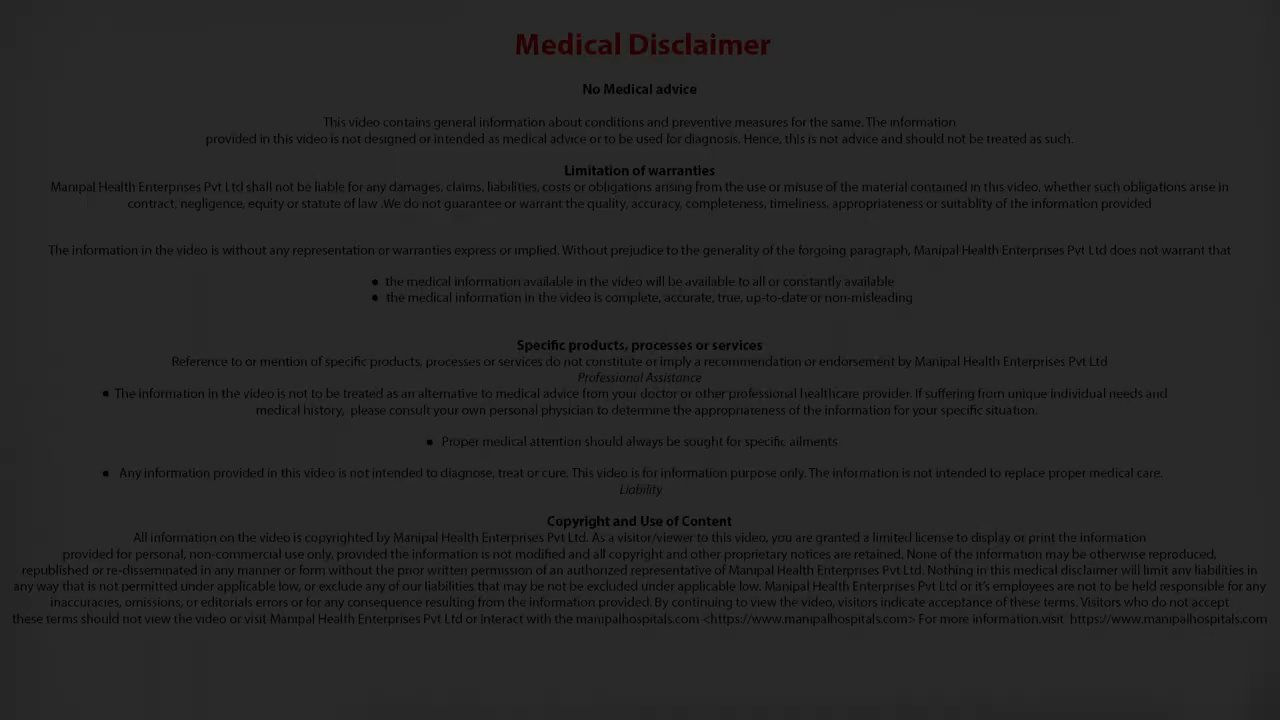 Medical Disclaimer
No Medical advice
This video contains general information about conditions and preventive measures for the same. The information
provided in this video is not designed or intended as medical advice or to be used for diagnosis. Hence, this is not advice and should not be treated as such.
Limitation of warranties
Manipal Health Enterprises Pvt Ltd shall not be liable for any damages, claims, liabilities, costs or obligations arising from the use or misuse of the material contained in this video, whether such obligations arise in
contract, negligence, equity or statute of law .We do not guarantee or warrant the quality, accuracy, completeness, timeliness, appropriateness or suitablity of the information provided
The information in the video is without any representation or warranties express or implied. Without prejudice to the generality of the forgoing paragraph, Manipal Health Enterprises Pvt Ltd does not warrant that
● the medical information available in the video will be available to all or constantly available
● the medical information in the video is complete, accurate, true, up-to-date or non-misleading
Specific products, processes or services
Reference to or mention of specific products, processes or services do not constitute or imply a recommendation or endorsement by Manipal Health Enterprises Pvt Ltd
Professional Assistance
● The information in the video is not to be treated as an alternative to medical advice from your doctor or other professional healthcare provider. If suffering from unique individual needs and
medical history, please consult your own personal physician to determine the appropriateness of the information for your specific situation.
● Proper medical attention should always be sought for specific ailments
● Any information provided in this video is not intended to diagnose, treat or cure. This video is for information purpose only. The information is not intended to replace proper medical care.
Liability
Copyright and Use of Content
All information on the video is copyrighted by Manipal Health Enterprises Pvt Ltd. As a visitor/viewer to this video, you are granted a limited license to display or print the information
provided for personal, non-commercial use only, provided the information is not modified and all copyright and other proprietary notices are retained. None of the information may be otherwise reproduced,
republished or re-disseminated in any manner or form without the prior written permission of an authorized representative of Manipal Health Enterprises Pvt Ltd. Nothing in this medical disclaimer will limit any liabilities in
any way that is not permitted under applicable low, or exclude any of our liabilities that may be not be excluded under applicable low. Manipal Health Enterprises Pvt Ltd or it's employees are not to be held responsible for any
inaccuracies, omissions, or editorials errors or for any consequence resulting from the information provided. By continuing to view the video, visitors indicate acceptance of these terms. Visitors who do not accept
these terms should not view the video or visit Manipal Health Enterprises Pvt Ltd or Interact with the manipalhospitals.com <https://www.manipalhospitals.com> For more information.visit https://www.manipalhospitals.com